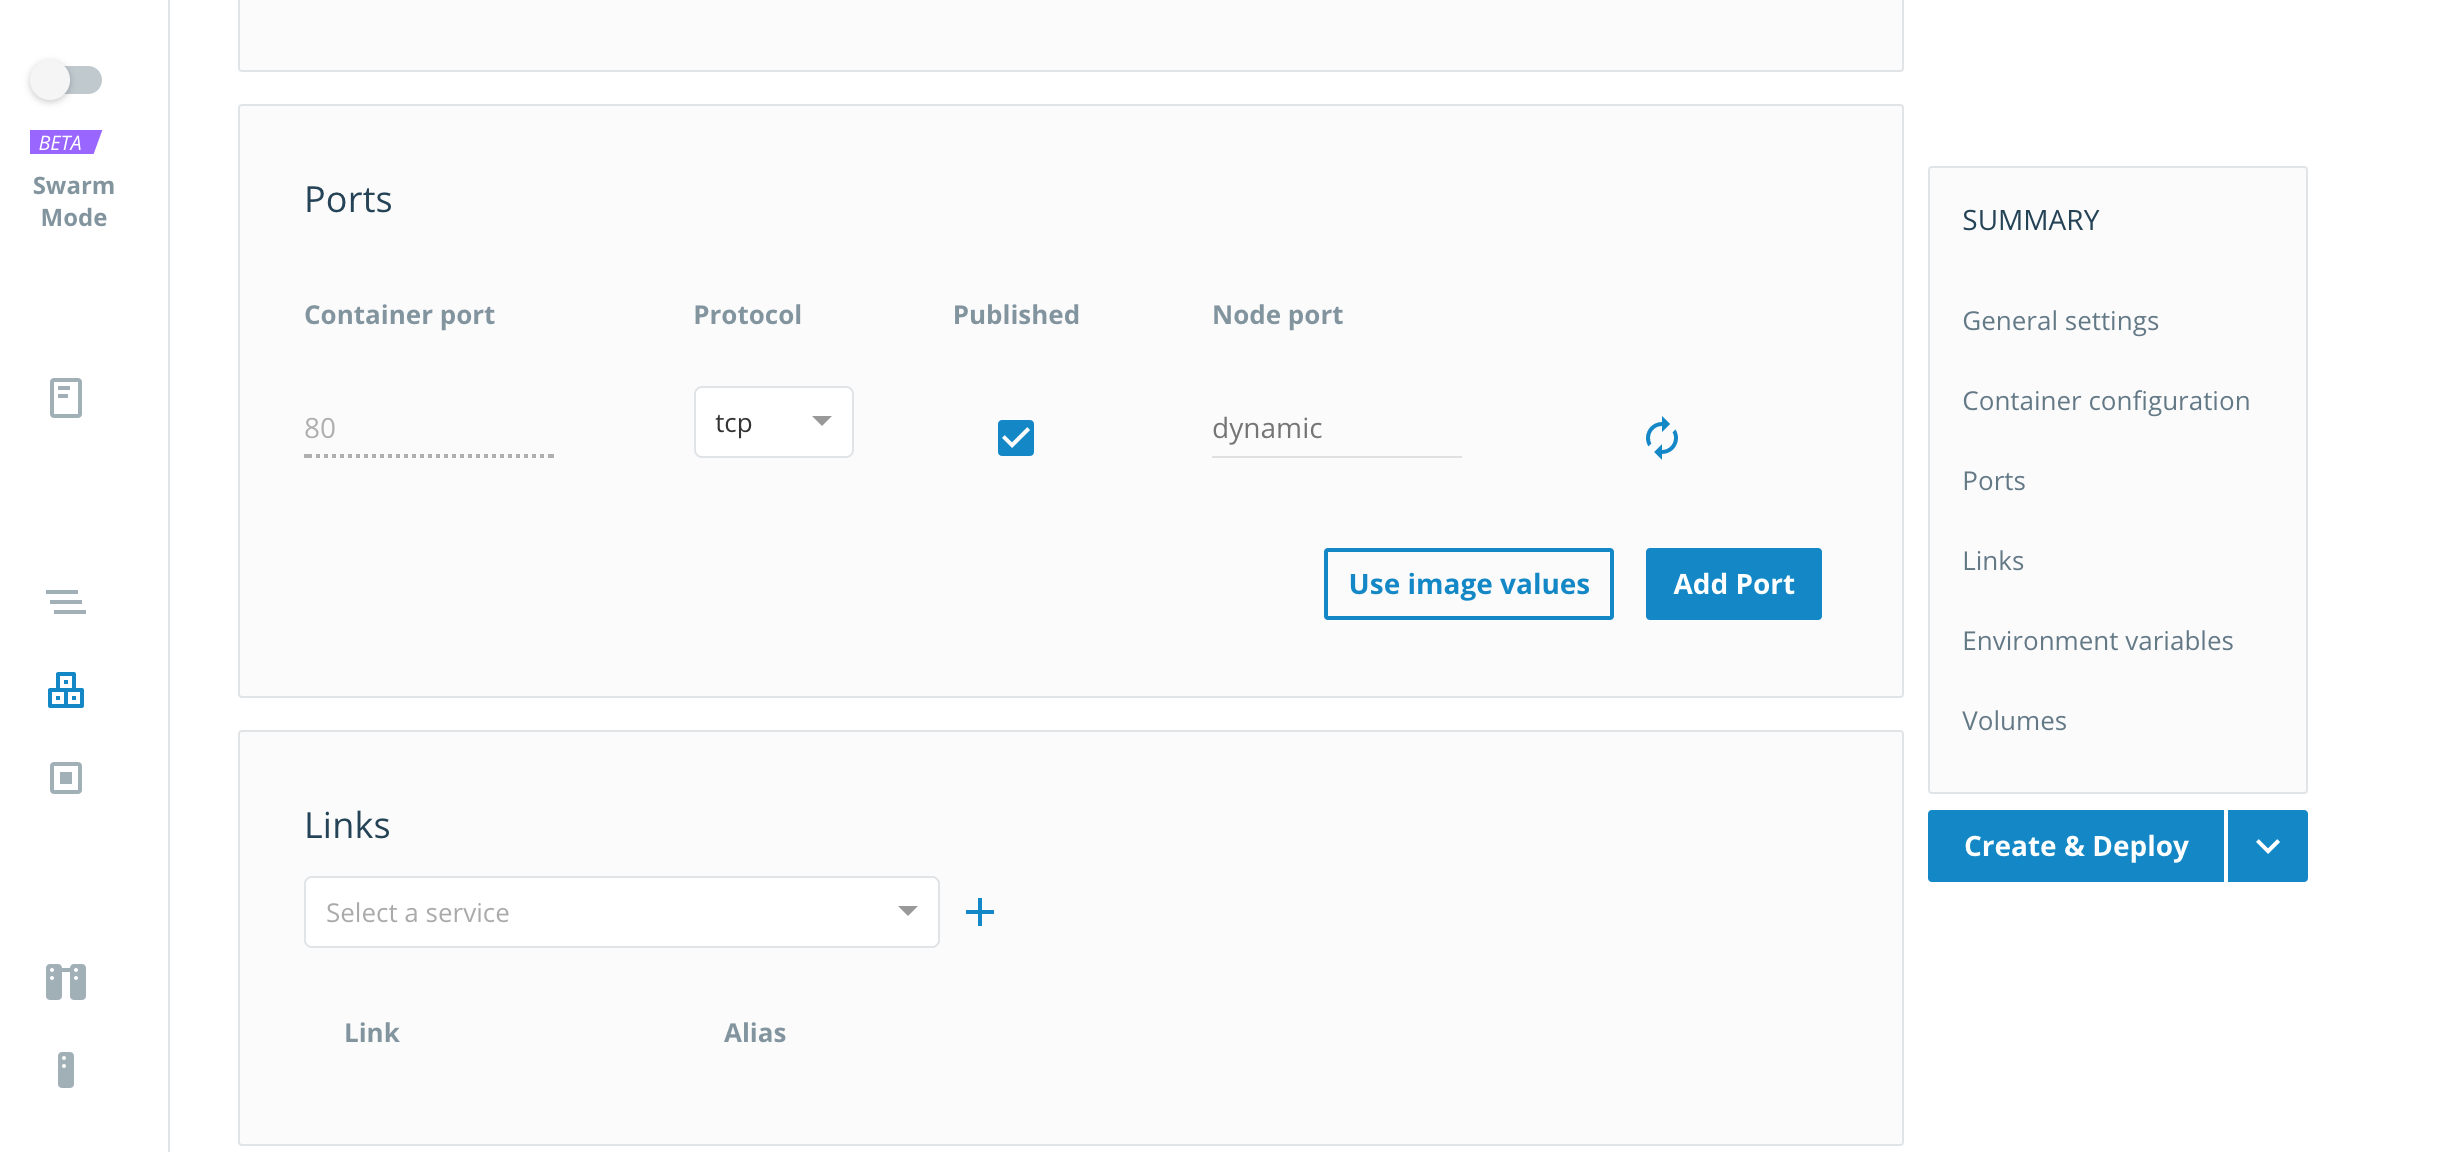 BETA
Swarm
Mode
Ports
Container port Protocol Published Node port
80 tcp dynamic
Use image values Add Port
Links
Select a service
Link Alias
SUMMARY
General settings
Container configuration
Ports
Links
Environment variables
Volumes
Create & Deploy